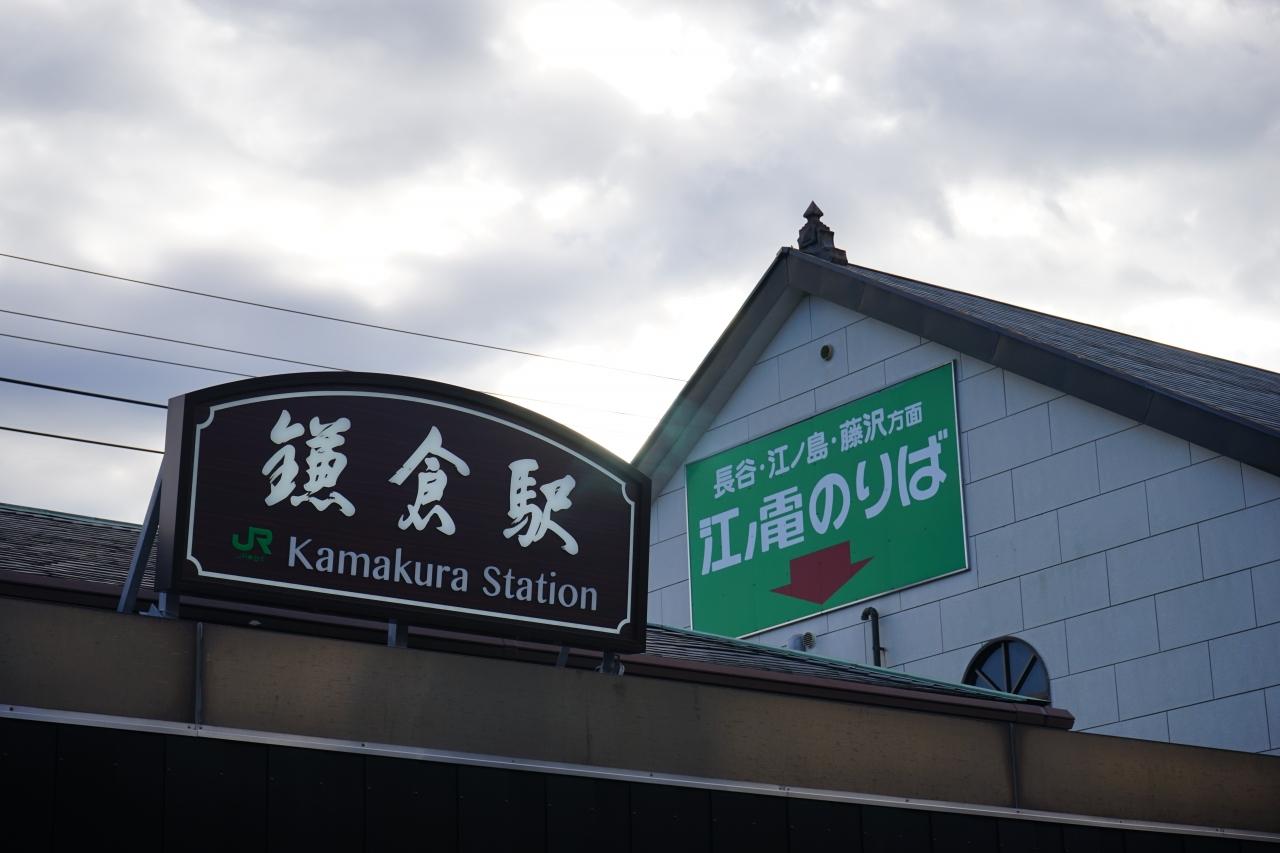 鎌倉駅
JR
Kamakura Station
長谷・江ノ島・藤沢方面
江ノ電のりば